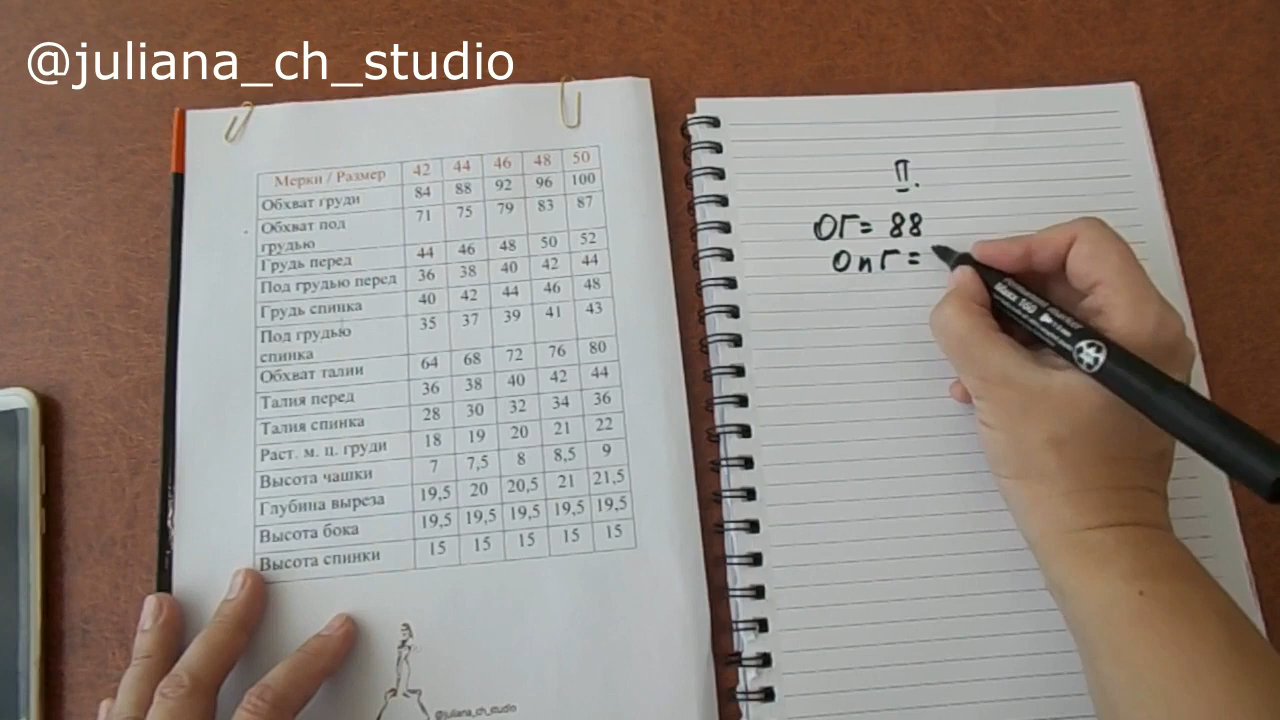 @juliana_ch_studio
Мерки / Размер 42 44 46 48 50
Обхват груди 84 88 92 96 100
Обхват под грудью 71 75 79 83 87
Грудь перед 44 46 48 50 52
Под грудью перед 36 38 40 42 44
Грудь спинка 40 42 44 46 48
Под грудью спинка 35 37 39 41 43
Обхват талии 64 68 72 76 80
Талия перед 36 38 40 42 44
Талия спинка 28 30 32 34 36
Раст. м. ц. груди 18 19 20 21 22
Высота чашки 7 7,5 8 8,5 9
Глубина выреза 19,5 20 20,5 21 21,5
Высота бока 19,5 19,5 19,5 19,5 19,5
Высота спинки 15 15 15 15 15
@juliana_ch_studio
П.
ОГ= 88
ОпГ=
Maxx 160